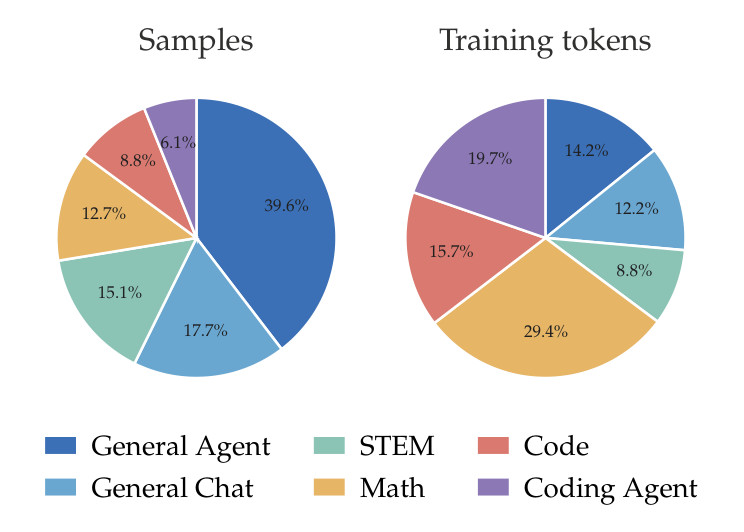 Samples
Training tokens
6.1%
8.8%
39.6%
12.7%
15.1%
17.7%
19.7%
14.2%
12.2%
15.7%
8.8%
29.4%
General Agent
STEM
Code
General Chat
Math
Coding Agent